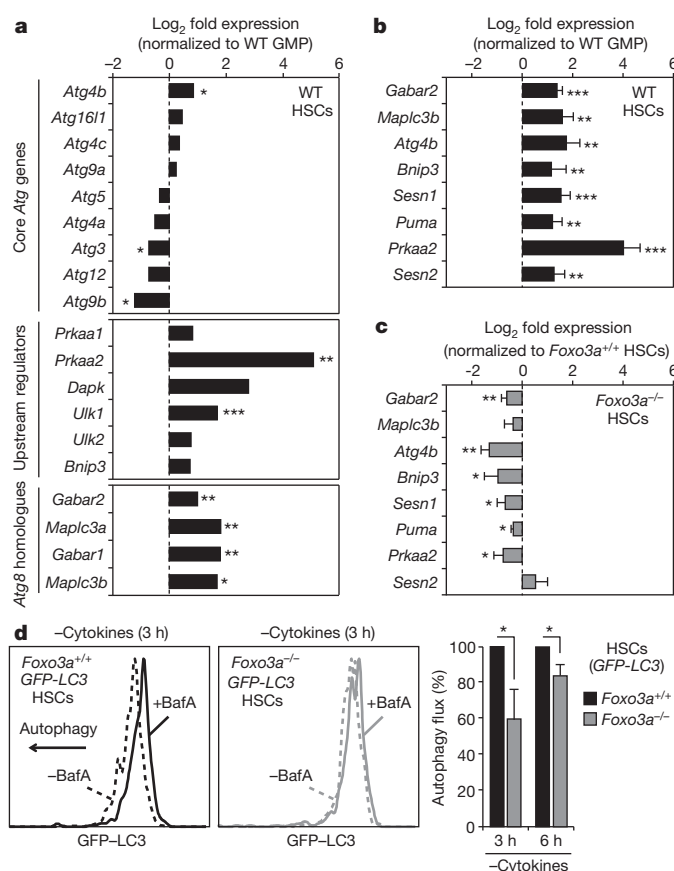 a
Log2 fold expression
(normalized to WT GMP)
−2 0 2 4 6
Core Atg genes
Atg4b *
WT
HSCs
Atg16l1
Atg4c
Atg9a
Atg5
Atg4a
Atg3 *
Atg12
Atg9b *
Upstream regulators
Prkaa1
Prkaa2 **
Dapk
Ulk1 ***
Ulk2
Bnip3
Atg8 homologues
Gabar2 **
Maplc3a **
Gabar1 **
Maplc3b *
b
Log2 fold expression
(normalized to WT GMP)
−2 0 2 4 6
Gabar2 ***
WT
HSCs
Maplc3b **
Atg4b **
Bnip3 **
Sesn1 ***
Puma **
Prkaa2 ***
Sesn2 **
c
Log2 fold expression
(normalized to Foxo3a+/+ HSCs)
−2 0 2 4 6
Gabar2 **
Foxo3a−/−
HSCs
Maplc3b
Atg4b **
Bnip3 *
Sesn1 *
Puma *
Prkaa2 *
Sesn2
d
−Cytokines (3 h)
Foxo3a+/+
GFP-LC3
HSCs
+BafA
Autophagy
−BafA
GFP–LC3
−Cytokines (3 h)
Foxo3a−/−
GFP-LC3
HSCs
+BafA
−BafA
GFP–LC3
Autophagy flux (%)
100
80
60
40
20
0
* *
3 h 6 h
−Cytokines
HSCs
(GFP-LC3)
Foxo3a+/+
Foxo3a−/−